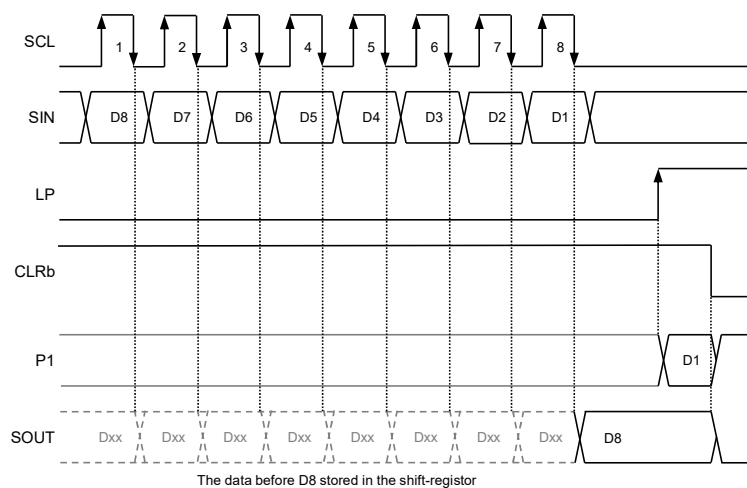 SCL 1 2 3 4 5 6 7 8
SIN D8 D7 D6 D5 D4 D3 D2 D1
LP
CLRb
P1 D1
SOUT Dxx Dxx Dxx Dxx Dxx Dxx Dxx Dxx D8
The data before D8 stored in the shift-registor